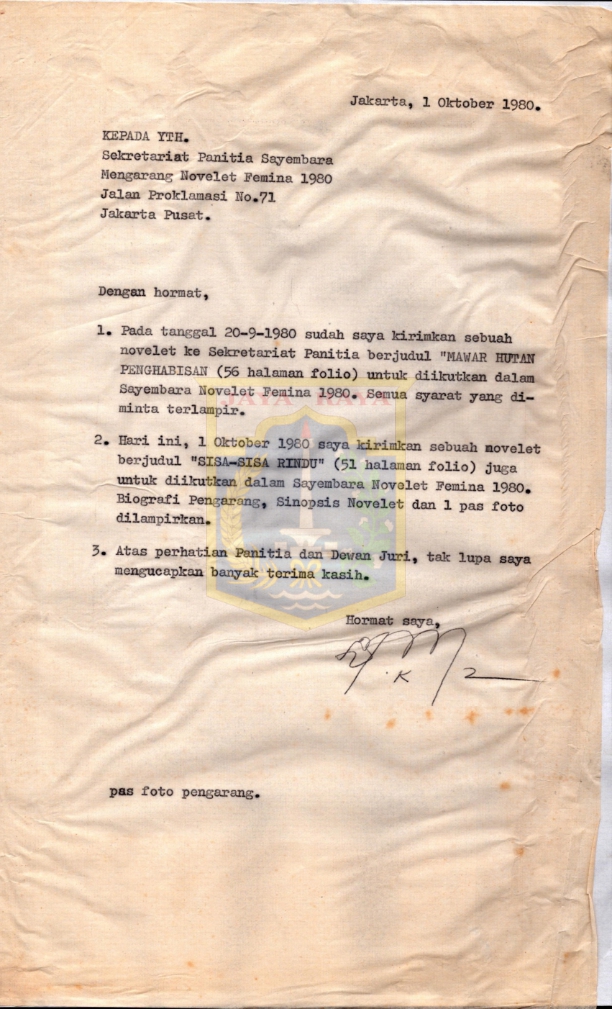 Jakarta, 1 Oktober 1980.
KEPADA YTH.
Sekretariat Panitia Sayembara
Mengarang Novelet Femina 1980
Jalan Proklamasi No.71
Jakarta Pusat.
Dengan hormat,
1. Pada tanggal 20-9-1980 sudah saya kirimkan sebuah
novelet ke Sekretariat Panitia berjudul "MAWAR HUTAN
PENGHABISAN (56 halaman folio) untuk diikutkan dalam
Sayembara Novelet Femina 1980. Semua syarat yang di-
minta terlampir.
JAYA RAYA
2. Hari ini, 1 Oktober 1980 saya kirimkan sebuah novelet
berjudul "SISA-SISA RINDU" (51 halaman folio) juga
untuk diikutkan dalam Sayembara Novelet Femina 1980.
Biografi Pengarang, Sinopsis Novelet dan 1 pas foto
dilampirkan.
3. Atas perhatian Panitia dan Dewan Juri, tak lupa saya
mengucapkan banyak terima kasih.
Hormat saya,
pas foto pengarang.